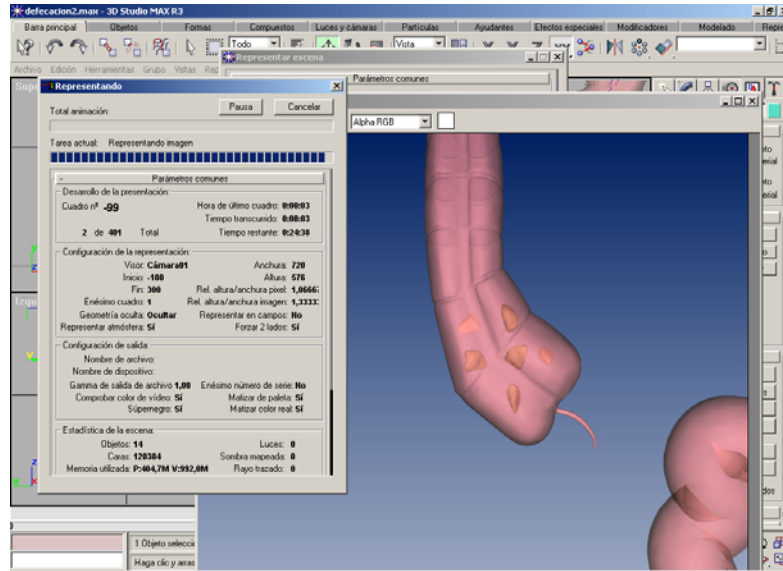 defecacion2.max - 3D Studio MAX R3
Barra principal Objetos Formas Compuestos Luces y cámaras Partículas Ayudantes Efectos especiales Modificadores Modelado
Todo Vista
Representar escena
Archivo Edición Herramientas Grupo Vistas
Parámetros comunes
Representando
Total animación:
Pausa Cancelar
Alpha RGB
Tarea actual: Representando imagen
Parámetros comunes
Desarrollo de la presentación:
Cuadro nº -99 Hora de último cuadro: 0:00:03
Tiempo transcurrido: 0:00:03
2 de 401 Total Tiempo restante: 0:24:38
Configuración de la representación:
Visor: Cámara01 Anchura: 720
Inicio: -100 Altura: 576
Fin: 300 Rel. altura/anchura pixel: 1,0666
Enésimo cuadro: 1 Rel. altura/anchura imagen: 1,3333
Geometría oculta: Ocultar Representar en campos: No
Representar atmósfera: Sí Forzar 2 lados: Sí
Configuración de salida:
Nombre de archivo:
Nombre de dispositivo:
Gamma de salida de archivo 1,00 Enésimo número de serie: No
Comprobar color de vídeo: Sí Matizar de paleta: Sí
Súpernegro: Sí Matizar color real: Sí
Estadística de la escena:
Objetos: 14 Luces: 0
Caras: 120384 Sombra mapeada: 0
Memoria utilizada: P:404,7M V:992,0M Rayo trazado: 0
1 Objeto selecci
Haga clic y arras